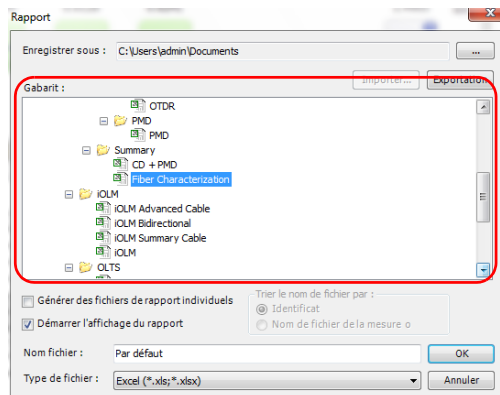 Rapport
Enregistrer sous : C:\Users\admin\Documents ...
Gabarit : Importer... Exportation
OTDR
PMD
PMD
Summary
CD + PMD
Fiber Characterization
iOLM
iOLM Advanced Cable
iOLM Bidirectional
iOLM Summary Cable
iOLM
OLTS
Générer des fichiers de rapport individuels
Trier le nom de fichier par :
Identificat
Démarrer l'affichage du rapport
Nom de fichier de la mesure o
Nom fichier : Par défaut OK
Type de fichier : Excel (*.xls;*.xlsx) Annuler